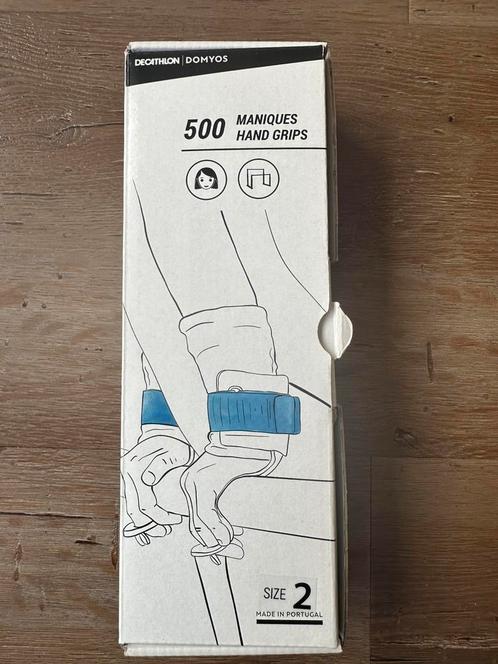 DECATHLON | DOMYOS
500 MANIQUES
HAND GRIPS
SIZE 2
MADE IN PORTUGAL